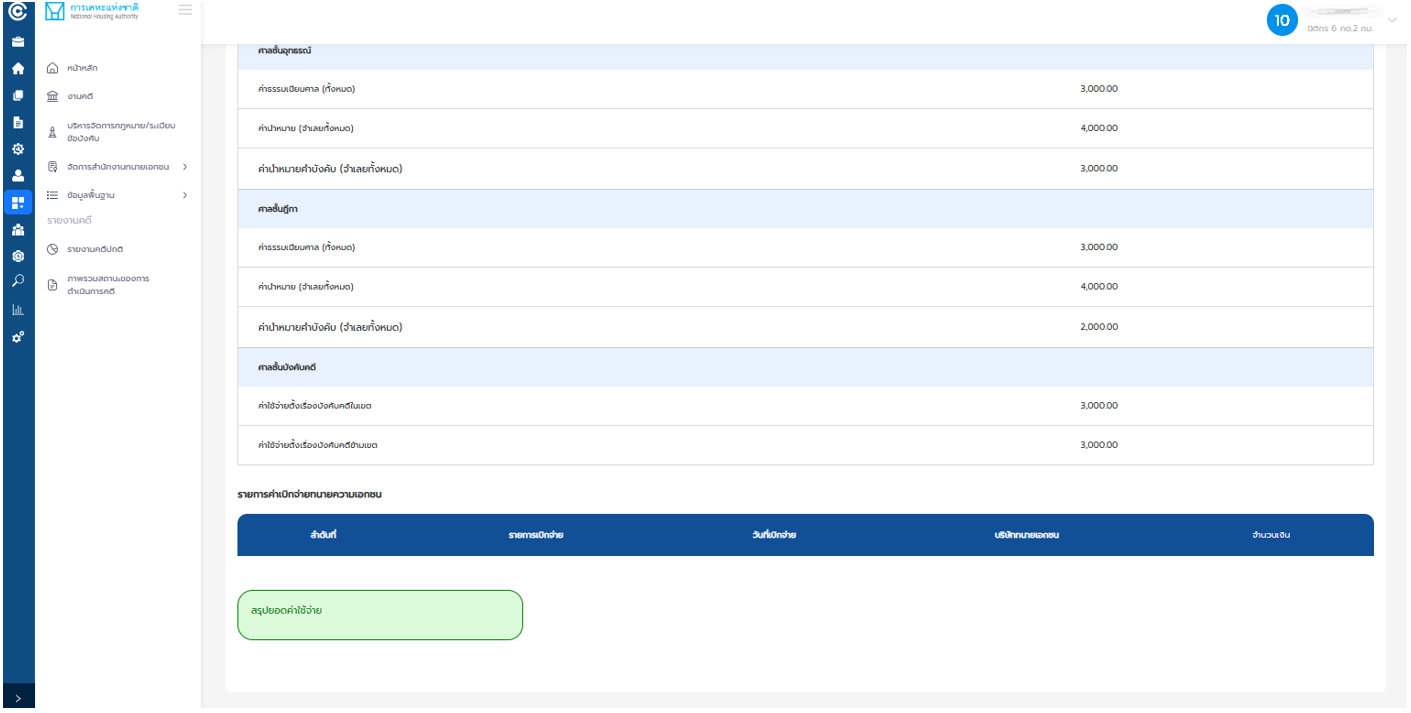 การเคหะแห่งชาติ
National Housing Authority
10
นิติกร 6 กด.2 กม.
หน้าหลัก
งานคดี
บริหารจัดการกฎหมาย/ระเบียบ
ข้อบังคับ
จัดการสำนักงานทนายเอกชน
ข้อมูลพื้นฐาน
รายงานคดี
รายงานคดีปกติ
ภาพรวมสถานะของการ
ดำเนินการคดี
ศาลชั้นอุทธรณ์
ค่าธรรมเนียมศาล (ทั้งหมด) 3,000.00
ค่านำหมาย (จำเลยทั้งหมด) 4,000.00
ค่านำหมายคำบังคับ (จำเลยทั้งหมด) 3,000.00
ศาลชั้นฎีกา
ค่าธรรมเนียมศาล (ทั้งหมด) 3,000.00
ค่านำหมาย (จำเลยทั้งหมด) 4,000.00
ค่านำหมายคำบังคับ (จำเลยทั้งหมด) 2,000.00
ศาลชั้นบังคับคดี
ค่าใช้จ่ายตั้งเรื่องบังคับคดีในเขต 3,000.00
ค่าใช้จ่ายตั้งเรื่องบังคับคดีข้ามเขต 3,000.00
รายการค่าเบิกจ่ายทนายความเอกชน
ลำดับที่ รายการเบิกจ่าย วันที่เบิกจ่าย บริษัททนายเอกชน จำนวนเงิน
สรุปยอดค่าใช้จ่าย